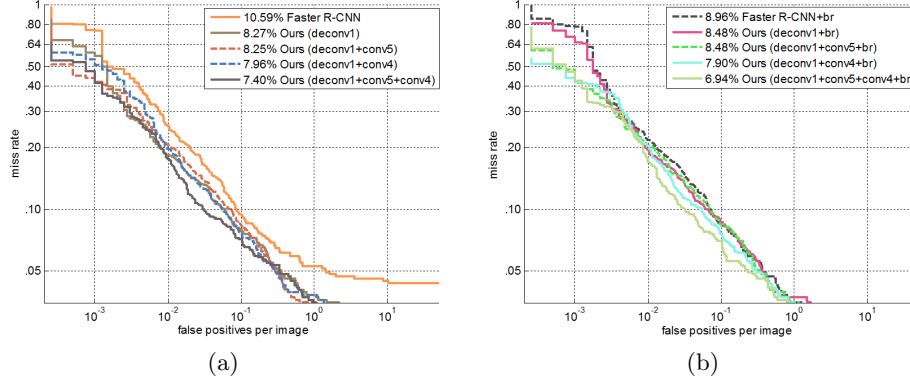 1
.80
.64
.50
.40
.30
.20
.10
.05
miss rate
10.59% Faster R-CNN
8.27% Ours (deconv1)
8.25% Ours (deconv1+conv5)
7.96% Ours (deconv1+conv4)
7.40% Ours (deconv1+conv5+conv4)
10^-3 10^-2 10^-1 10^0 10^1
false positives per image
(a)
1
.80
.64
.50
.40
.30
.20
.10
.05
miss rate
8.96% Faster R-CNN+br
8.48% Ours (deconv1+br)
8.48% Ours (deconv1+conv5+br)
7.90% Ours (deconv1+conv4+br)
6.94% Ours (deconv1+conv5+conv4+br)
10^-3 10^-2 10^-1 10^0 10^1
false positives per image
(b)